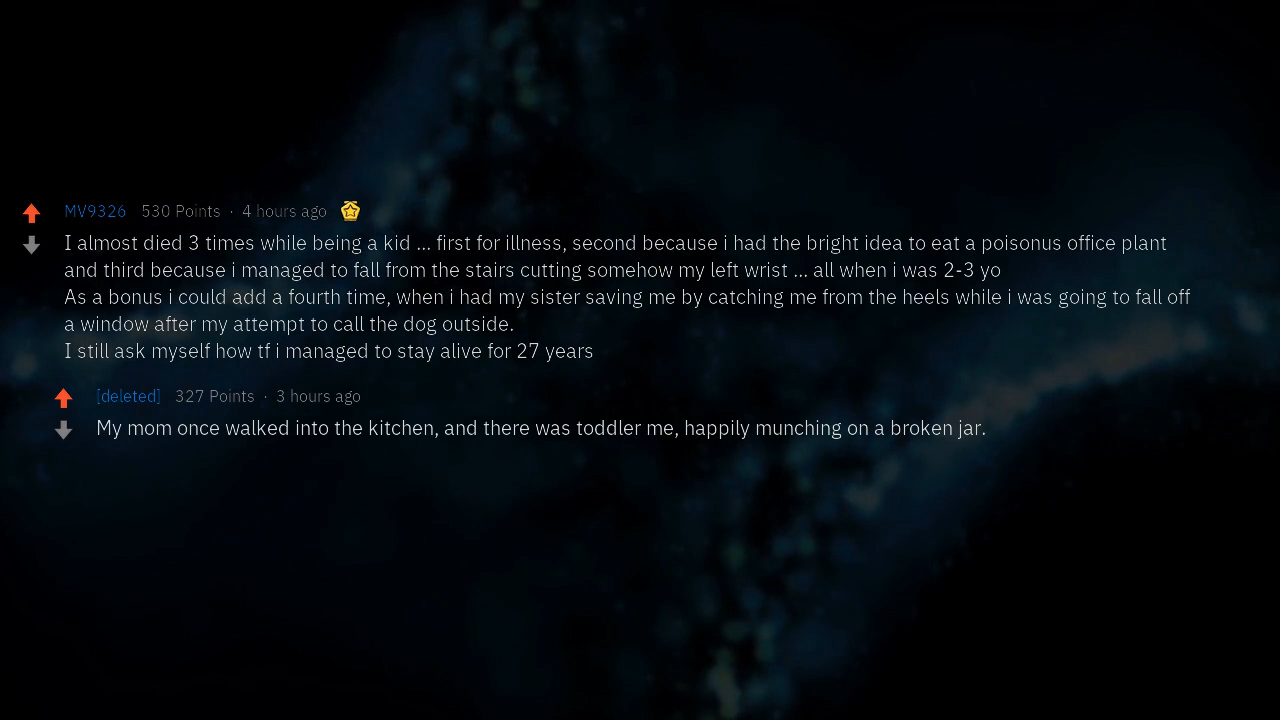 MV9326 530 Points · 4 hours ago
I almost died 3 times while being a kid ... first for illness, second because i had the bright idea to eat a poisonus office plant
and third because i managed to fall from the stairs cutting somehow my left wrist ... all when i was 2-3 yo
As a bonus i could add a fourth time, when i had my sister saving me by catching me from the heels while i was going to fall off
a window after my attempt to call the dog outside.
I still ask myself how tf i managed to stay alive for 27 years
[deleted] 327 Points · 3 hours ago
My mom once walked into the kitchen, and there was toddler me, happily munching on a broken jar.